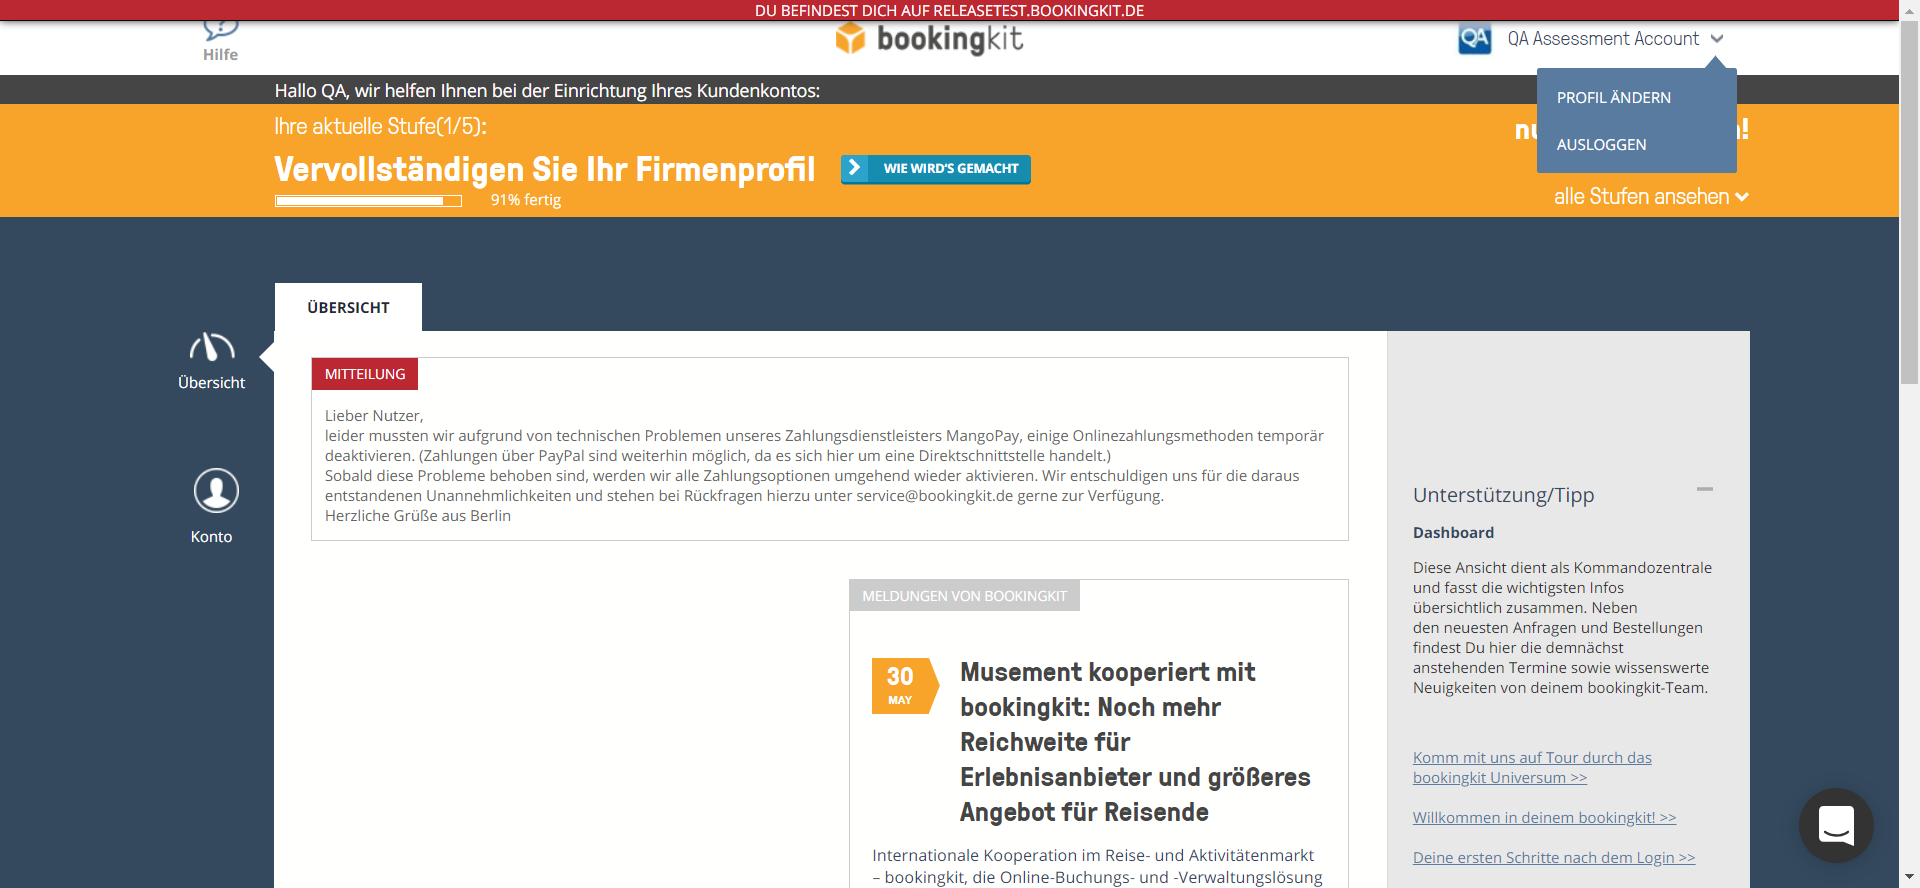 DU BEFINDEST DICH AUF RELEASETEST.BOOKINGKIT.DE
Hilfe
bookingkit
QA
QA Assessment Account
PROFIL ÄNDERN
AUSLOGGEN
Hallo QA, wir helfen Ihnen bei der Einrichtung Ihres Kundenkontos:
Ihre aktuelle Stufe(1/5):
Vervollständigen Sie Ihr Firmenprofil
WIE WIRD'S GEMACHT
91% fertig
alle Stufen ansehen
ÜBERSICHT
Übersicht
Konto
MITTEILUNG
Lieber Nutzer,
leider mussten wir aufgrund von technischen Problemen unseres Zahlungsdienstleisters MangoPay, einige Onlinezahlungsmethoden temporär
deaktivieren. (Zahlungen über PayPal sind weiterhin möglich, da es sich hier um eine Direktschnittstelle handelt.)
Sobald diese Probleme behoben sind, werden wir alle Zahlungsoptionen umgehend wieder aktivieren. Wir entschuldigen uns für die daraus
entstandenen Unannehmlichkeiten und stehen bei Rückfragen hierzu unter service@bookingkit.de gerne zur Verfügung.
Herzliche Grüße aus Berlin
MELDUNGEN VON BOOKINGKIT
30
MAY
Musement kooperiert mit
bookingkit: Noch mehr
Reichweite für
Erlebnisanbieter und größeres
Angebot für Reisende
Internationale Kooperation im Reise- und Aktivitätenmarkt
– bookingkit, die Online-Buchungs- und -Verwaltungslösung
Unterstützung/Tipp
Dashboard
Diese Ansicht dient als Kommandozentrale
und fasst die wichtigsten Infos
übersichtlich zusammen. Neben
den neuesten Anfragen und Bestellungen
findest Du hier die demnächst
anstehenden Termine sowie wissenswerte
Neuigkeiten von deinem bookingkit-Team.
Komm mit uns auf Tour durch das
bookingkit Universum >>
Willkommen in deinem bookingkit! >>
Deine ersten Schritte nach dem Login >>